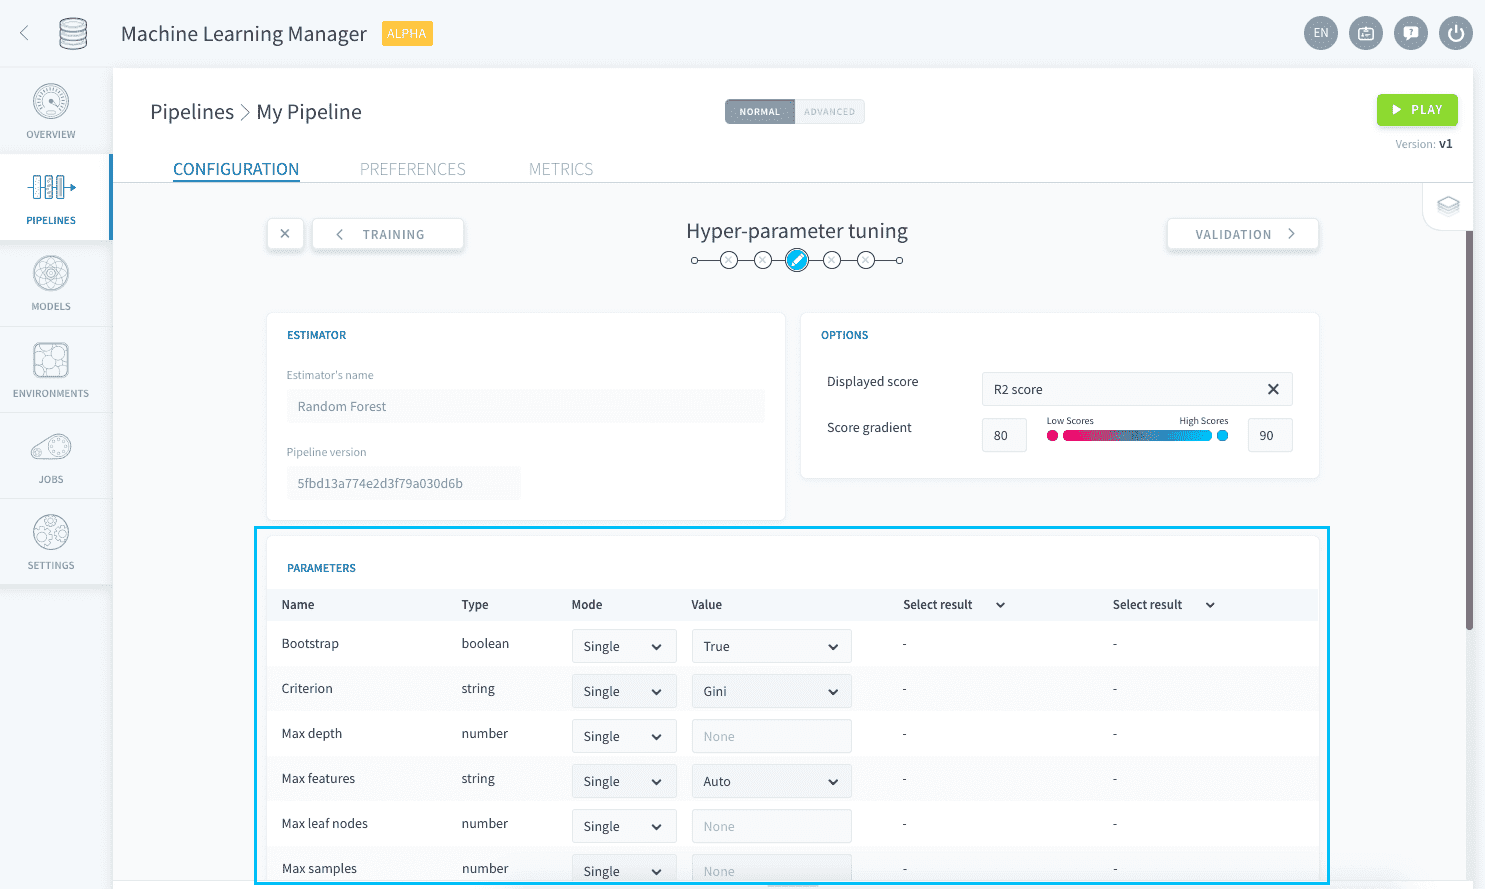 Machine Learning Manager ALPHA EN
OVERVIEW
PIPELINES
MODELS
ENVIRONMENTS
JOBS
SETTINGS
Pipelines > My Pipeline NORMAL ADVANCED PLAY
Version: v1
CONFIGURATION PREFERENCES METRICS
TRAINING Hyper-parameter tuning VALIDATION
ESTIMATOR
Estimator's name
Random Forest
Pipeline version
5fbd13a774e2d3f79a030d6b
OPTIONS
Displayed score R2 score
Score gradient 80 Low Scores High Scores 90
PARAMETERS
Name Type Mode Value Select result Select result
Bootstrap boolean Single True - -
Criterion string Single Gini - -
Max depth number Single None - -
Max features string Single Auto - -
Max leaf nodes number Single None - -
Max samples number Single None - -